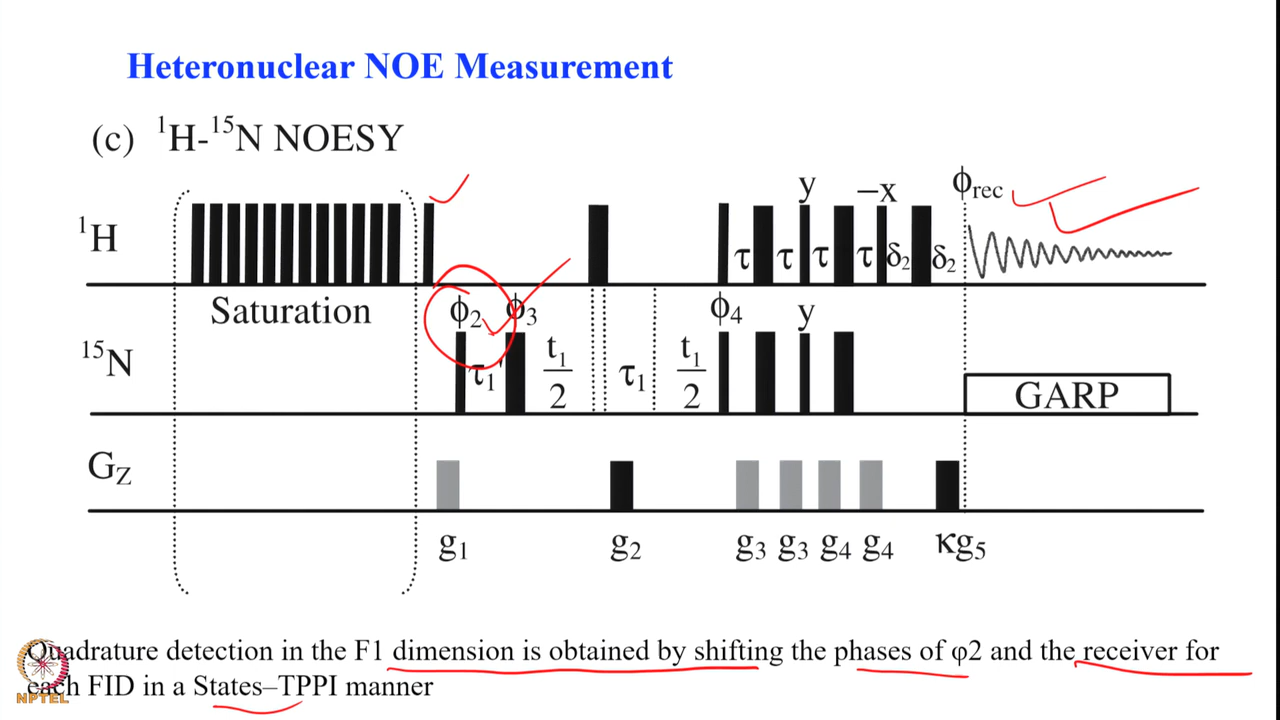 Heteronuclear NOE Measurement
(c) ¹H-¹⁵N NOESY
y –x ϕrec
¹H τ τ τ τ δ₂ δ₂
Saturation ϕ₂ ϕ₃ ϕ₄ y
¹⁵N τ₁ t₁/2 τ₁ t₁/2 GARP
G_Z
g₁ g₂ g₃ g₃ g₄ g₄ κg₅
Quadrature detection in the F1 dimension is obtained by shifting the phases of φ2 and the receiver for
each FID in a States–TPPI manner
NPTEL